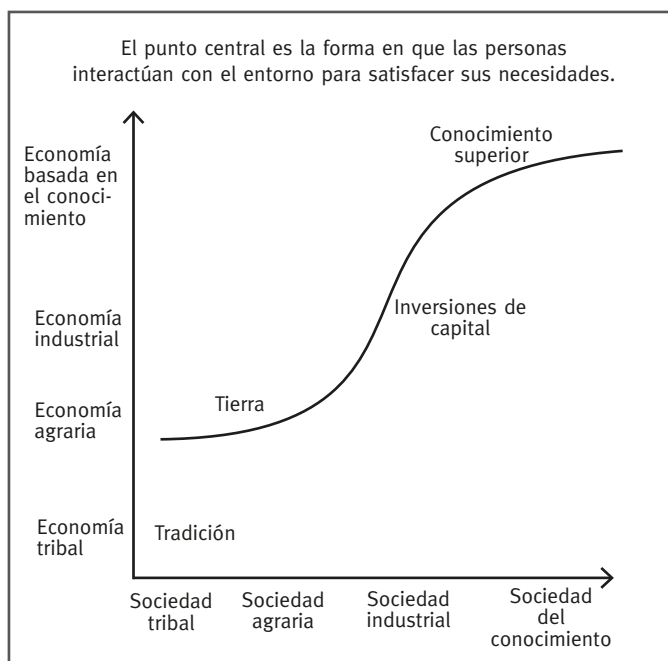 El punto central es la forma en que las personas
interactúan con el entorno para satisfacer sus necesidades.
Economía
basada en
el conoci-
miento
Conocimiento
superior
Economía
industrial
Inversiones de
capital
Economía
agraria
Tierra
Economía
tribal
Tradición
Sociedad
tribal
Sociedad
agraria
Sociedad
industrial
Sociedad
del
conocimiento